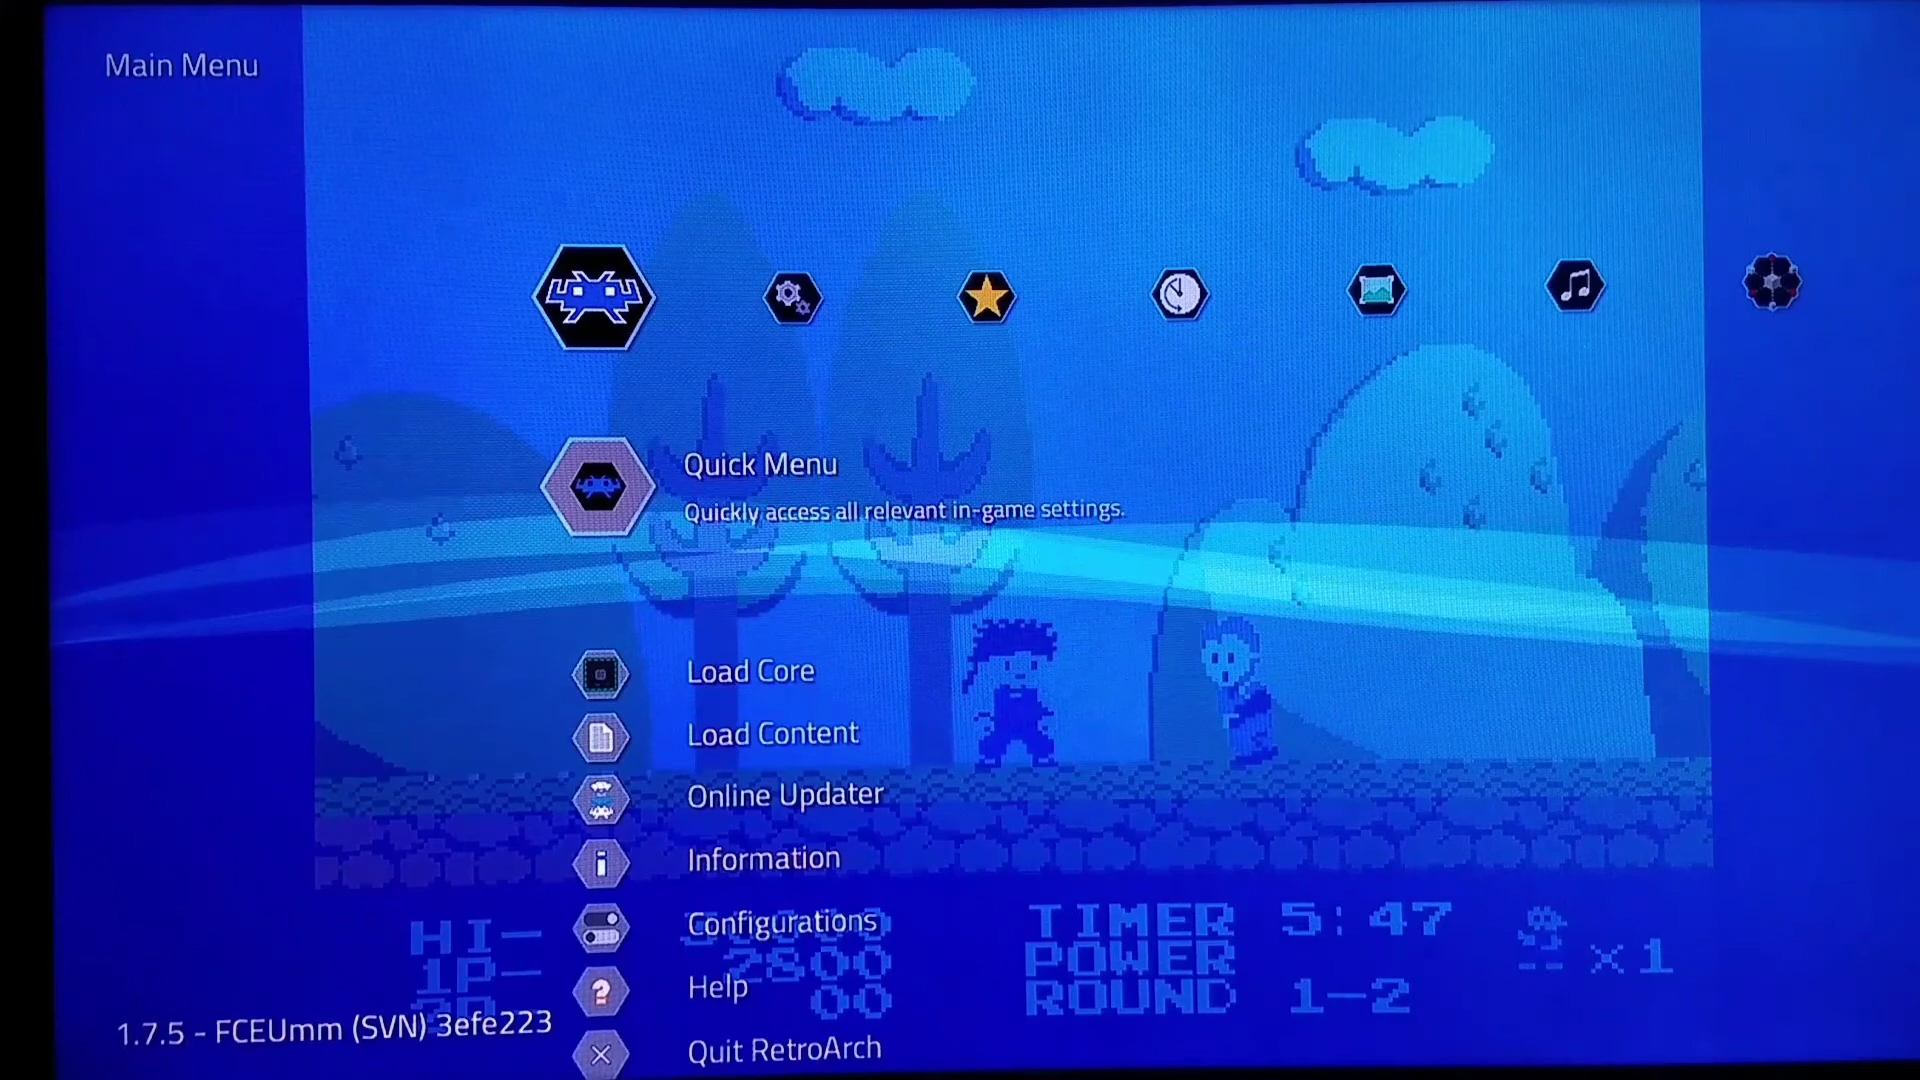 Main Menu
Quick Menu
Quickly access all relevant in-game settings.
Load Core
Load Content
Online Updater
Information
Configurations
Help
Quit RetroArch
HI-
1P- 7800
00
TIMER 5:47
POWER
ROUND 1-2
x1
1.7.5 - FCEUmm (SVN) 3efe223